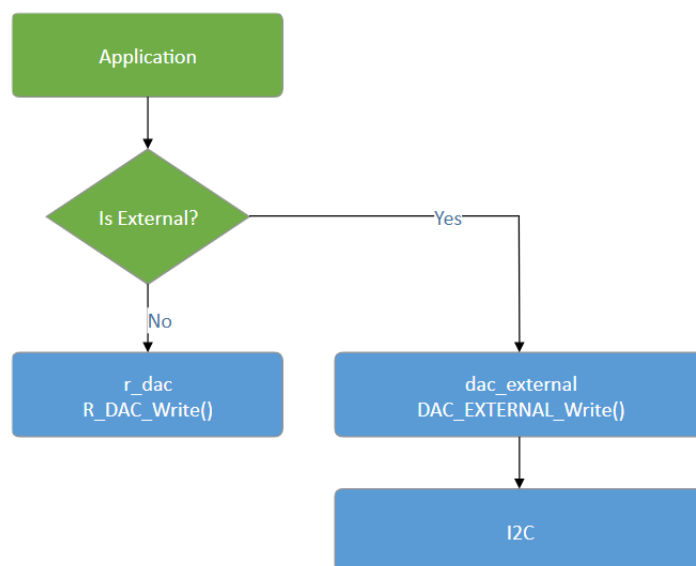 Application
Is External?
Yes
No
r_dac
R_DAC_Write()
dac_external
DAC_EXTERNAL_Write()
I2C